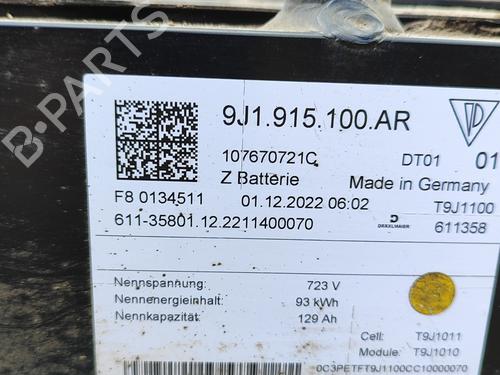 B-PARTS
9J1.915.100.AR
107670721C DT01 01
Z Batterie Made in Germany
F8 0134511 01.12.2022 06:02 T9J1100
611-35801.12.2211400070 DRÄXLMAIER 611358
Nennspannung: 723 V
Nennenergieinhalt: 93 kWh
Nennkapazität: 129 Ah
Cell: T9J1011
Module: T9J1010
0C3PETFT9J1100CC10000070